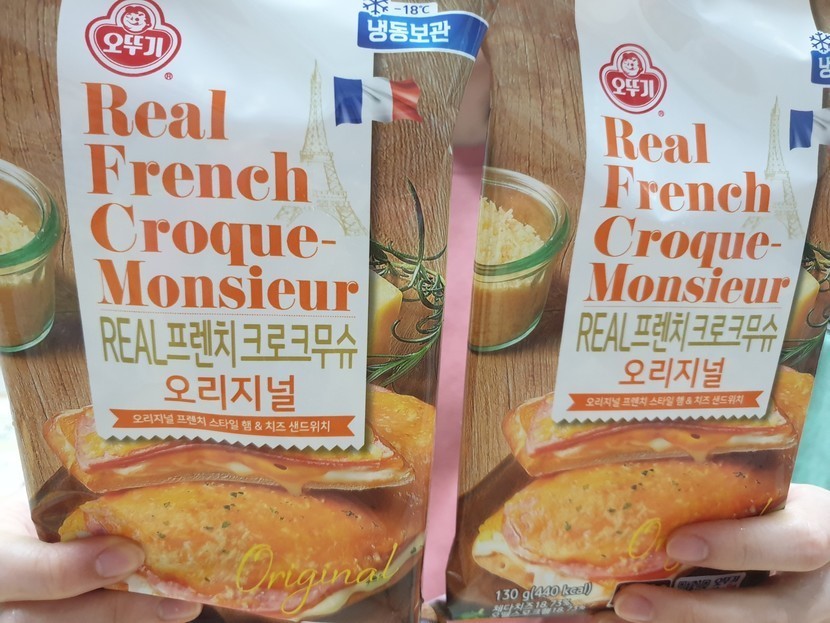 오뚜기
®
-18℃
냉동보관
Real
French
Croque-
Monsieur
REAL프렌치크로크무슈
오리지널
오리지널 프렌치 스타일 햄 & 치즈 샌드위치
Original
오뚜기
®
냉
Real
French
Croque-
Monsieur
REAL프렌치크로크무슈
오리지널
오리지널 프렌치 스타일 햄 & 치즈 샌드위치
130 g(440 kcal)